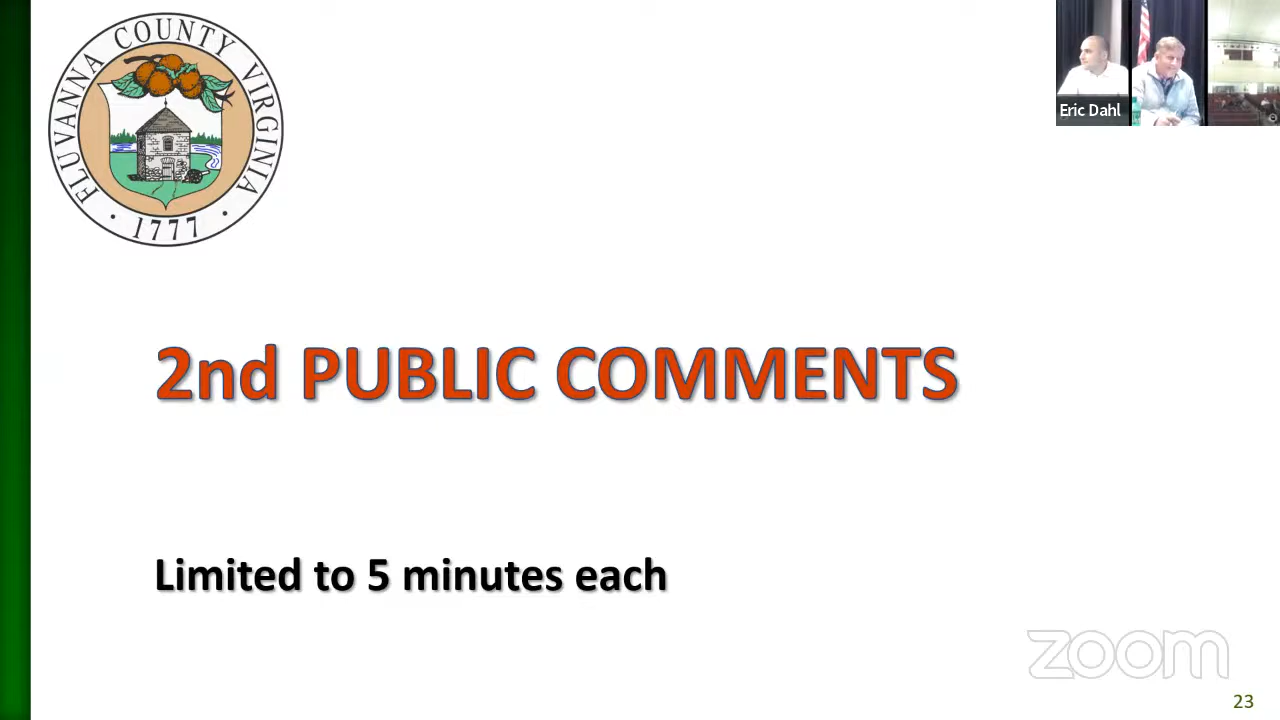 FLUVANNA COUNTY VIRGINIA
· 1777 ·
Eric Dahl
2nd PUBLIC COMMENTS
Limited to 5 minutes each
zoom
23